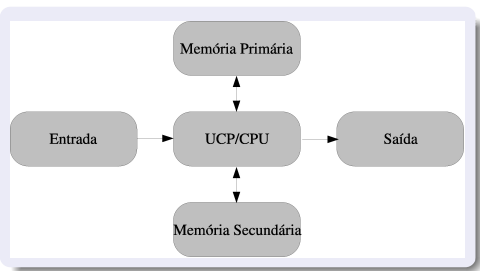 Memória Primária
Entrada
UCP/CPU
Saída
Memória Secundária